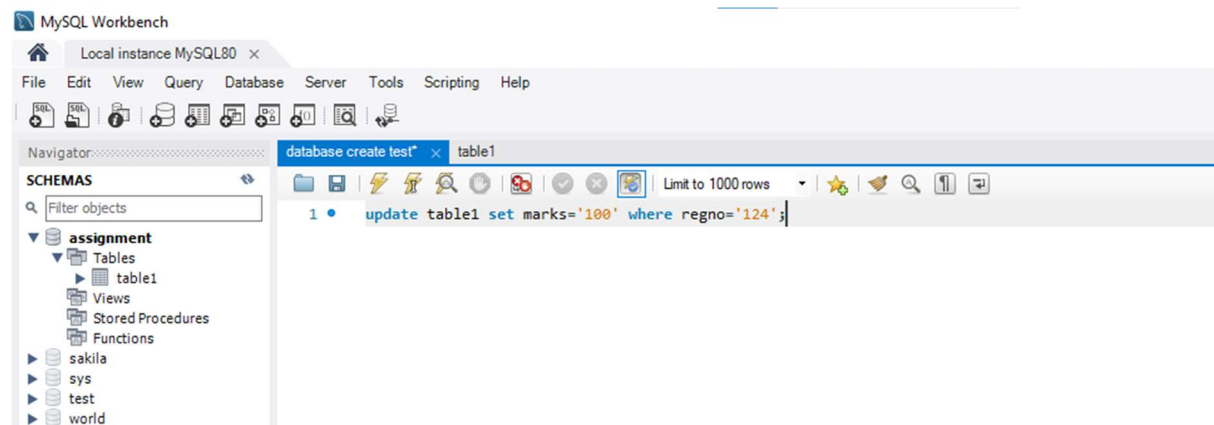 MySQL Workbench
Local instance MySQL80 ×
File Edit View Query Database Server Tools Scripting Help
Navigator
database create test* × table1
SCHEMAS
Limit to 1000 rows
Filter objects
1 update table1 set marks='100' where regno='124';
assignment
Tables
table1
Views
Stored Procedures
Functions
sakila
sys
test
world